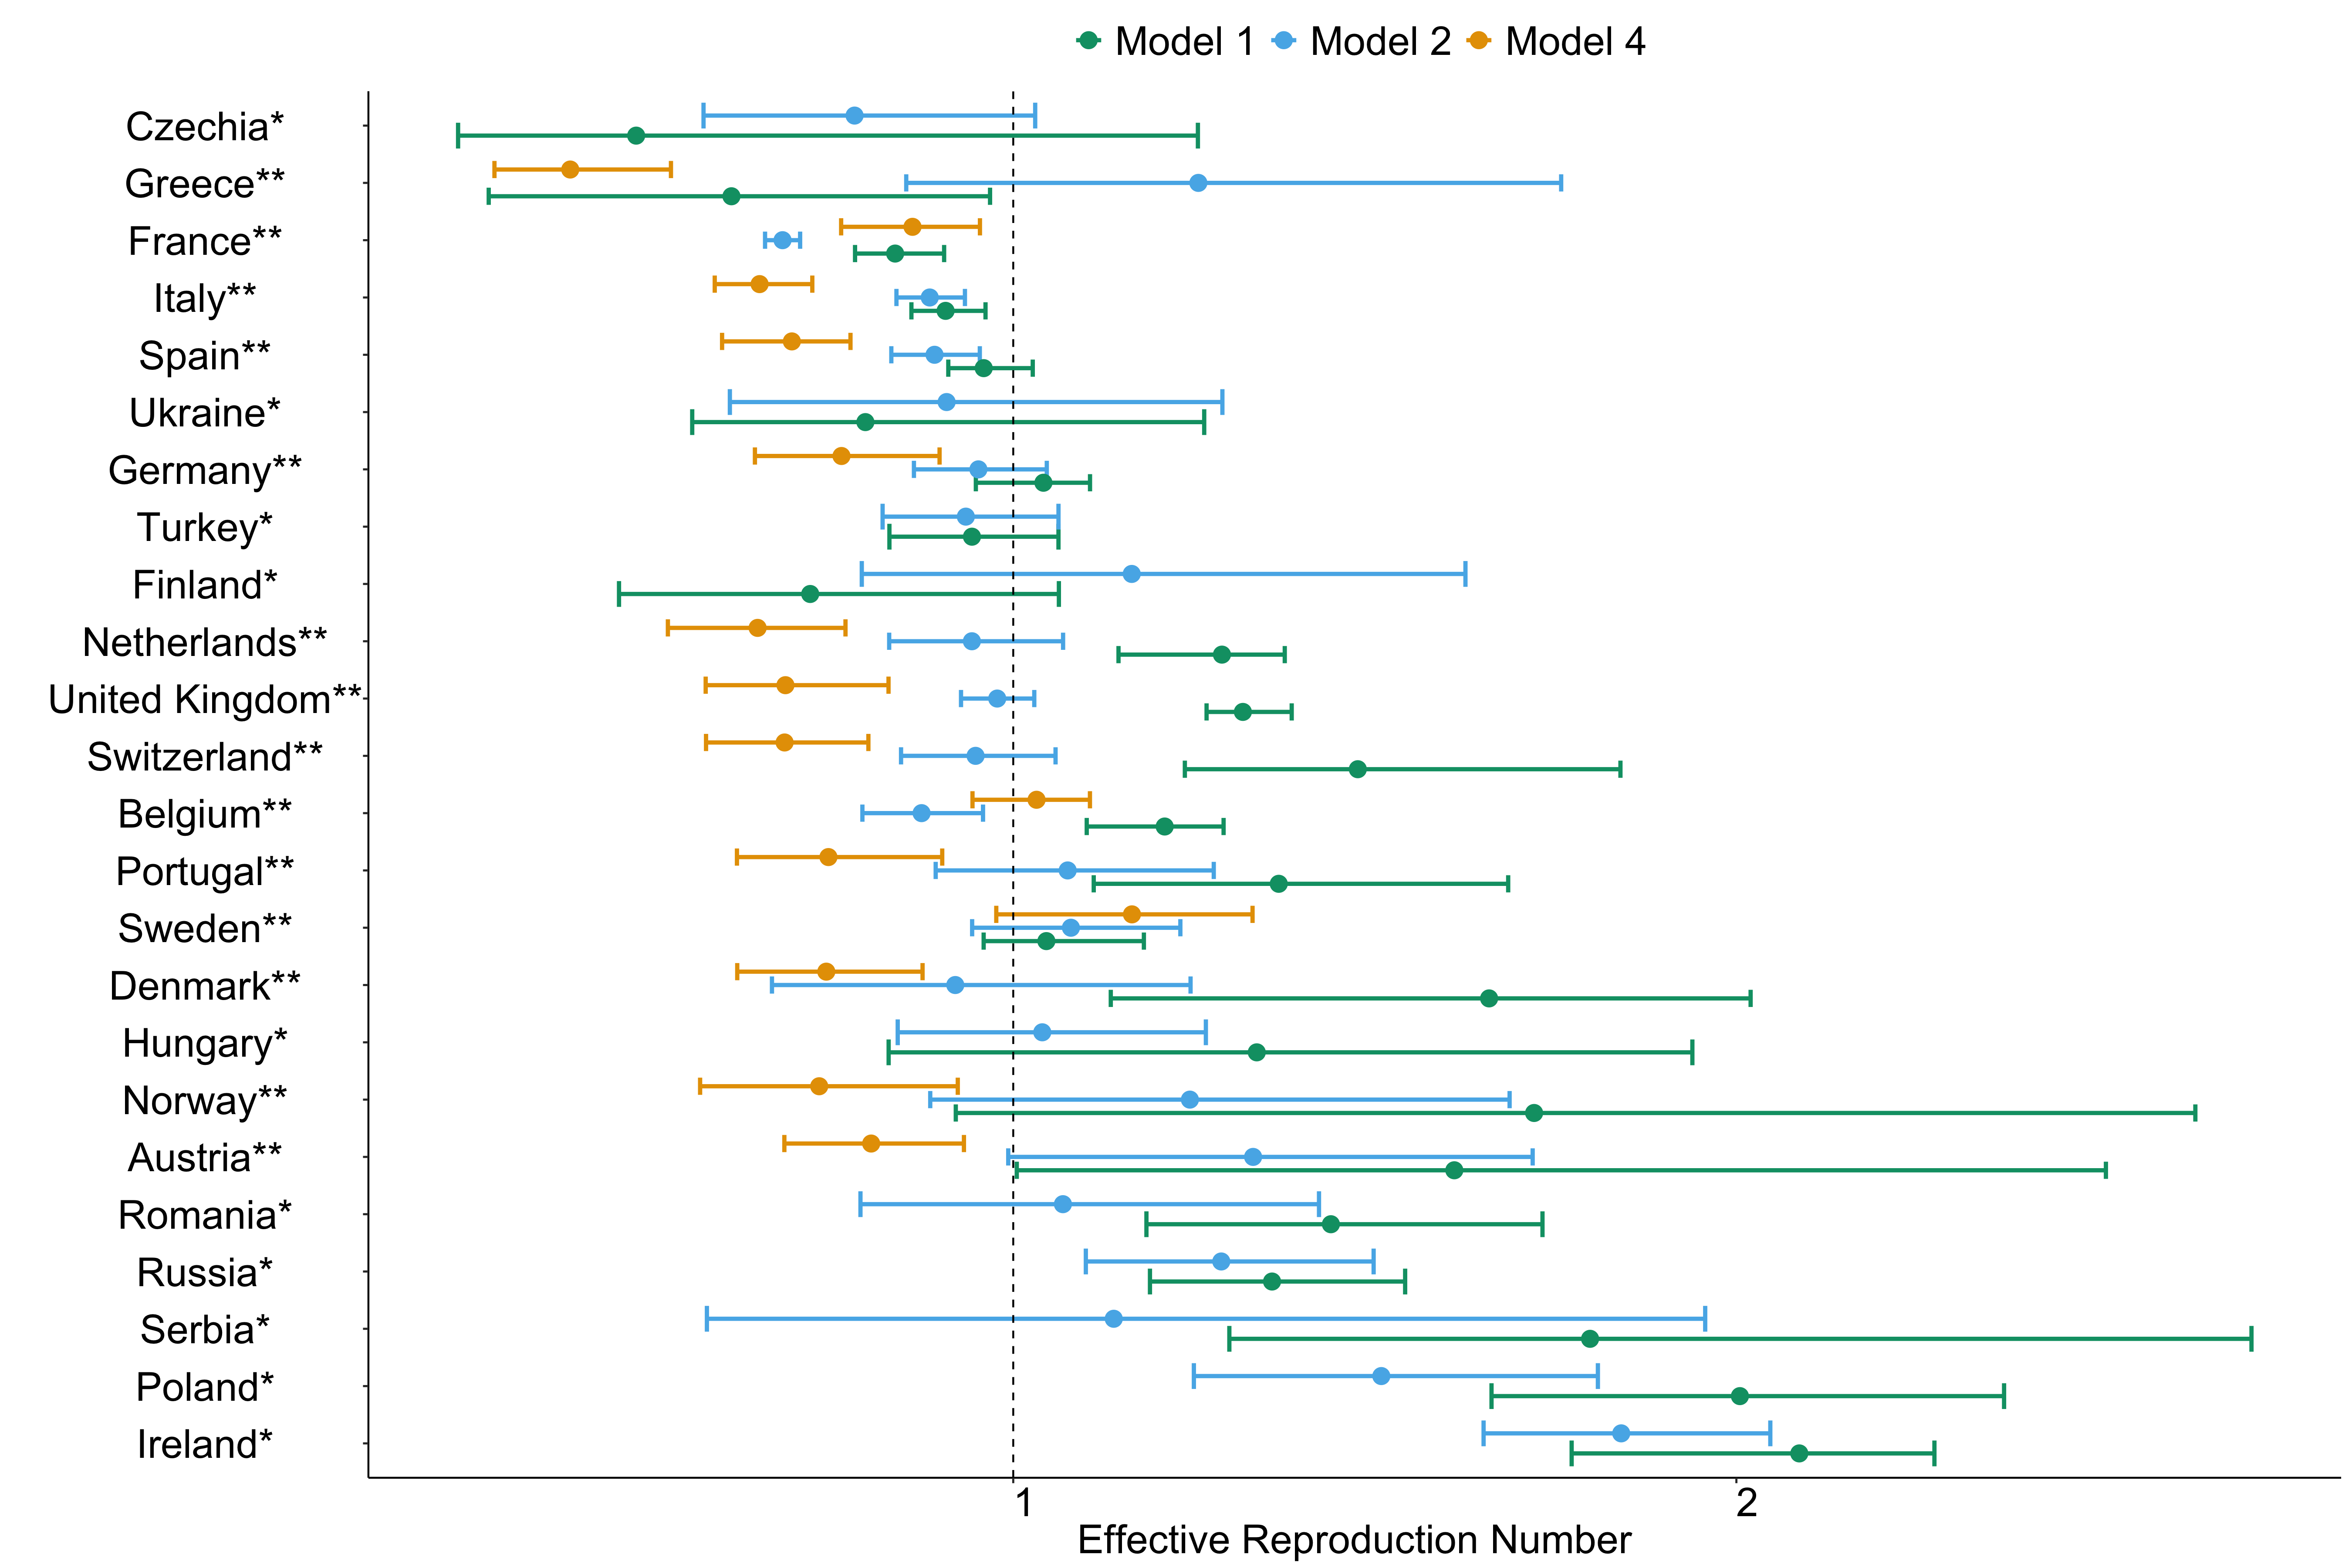 Model 1 Model 2 Model 4
Czechia*
Greece**
France**
Italy**
Spain**
Ukraine*
Germany**
Turkey*
Finland*
Netherlands**
United Kingdom**
Switzerland**
Belgium**
Portugal**
Sweden**
Denmark**
Hungary*
Norway**
Austria**
Romania*
Russia*
Serbia*
Poland*
Ireland*
1 2
Effective Reproduction Number